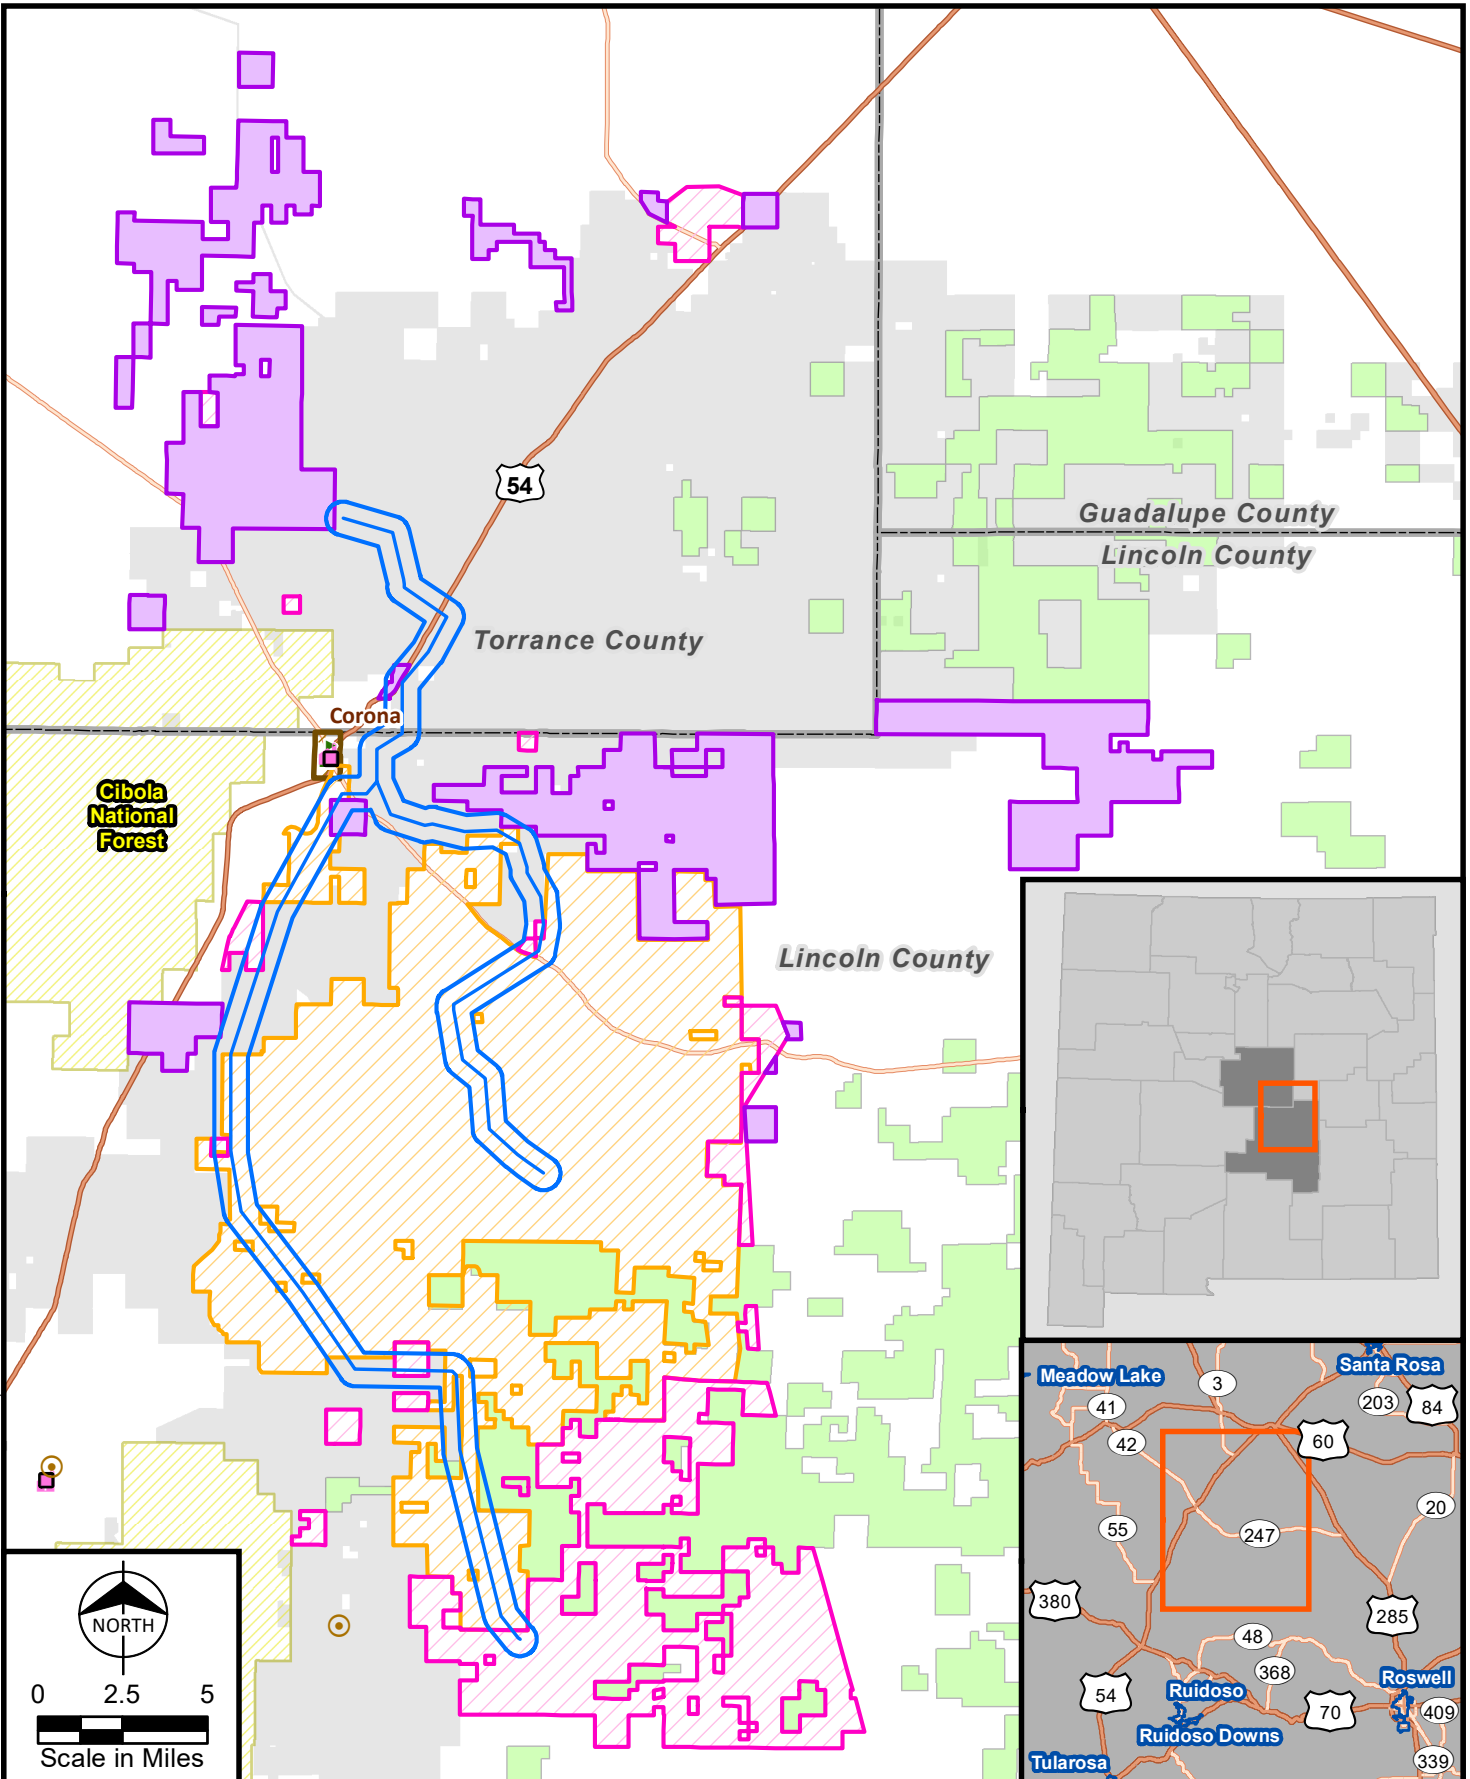 54
Guadalupe County
Lincoln County
Torrance County
Corona
Cibola
National
Forest
Lincoln County
NORTH
0 2.5 5
Scale in Miles
Santa Rosa
Meadow Lake
3
203
84
41
42
60
20
55
247
380
285
48
368
54
Ruidoso
Roswell
70
409
Ruidoso Downs
339
Tularosa